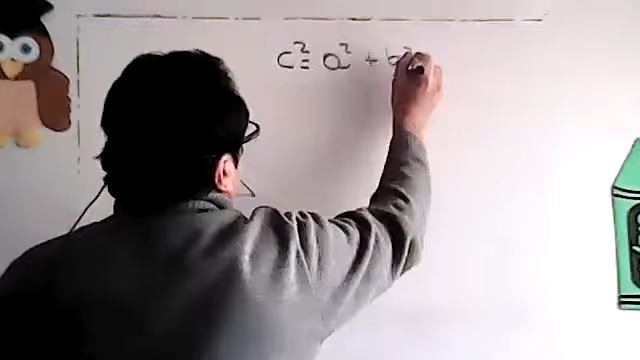 c² = a² + b²